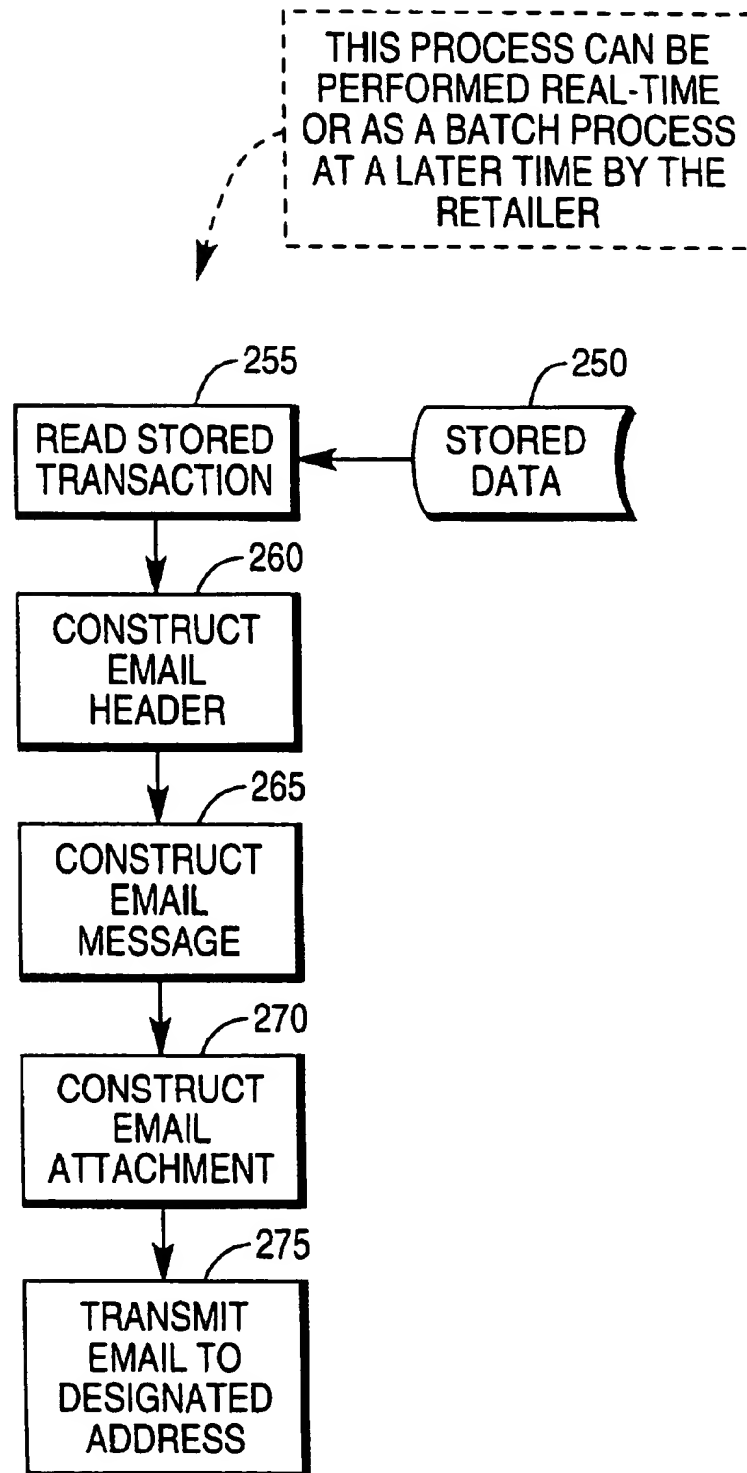 THIS PROCESS CAN BE
PERFORMED REAL-TIME
OR AS A BATCH PROCESS
AT A LATER TIME BY THE
RETAILER
255
250
READ STORED
TRANSACTION
STORED
DATA
260
CONSTRUCT
EMAIL
HEADER
265
CONSTRUCT
EMAIL
MESSAGE
270
CONSTRUCT
EMAIL
ATTACHMENT
275
TRANSMIT
EMAIL TO
DESIGNATED
ADDRESS